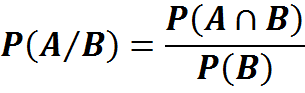 P(A/B) = P(A ∩ B) / P(B)